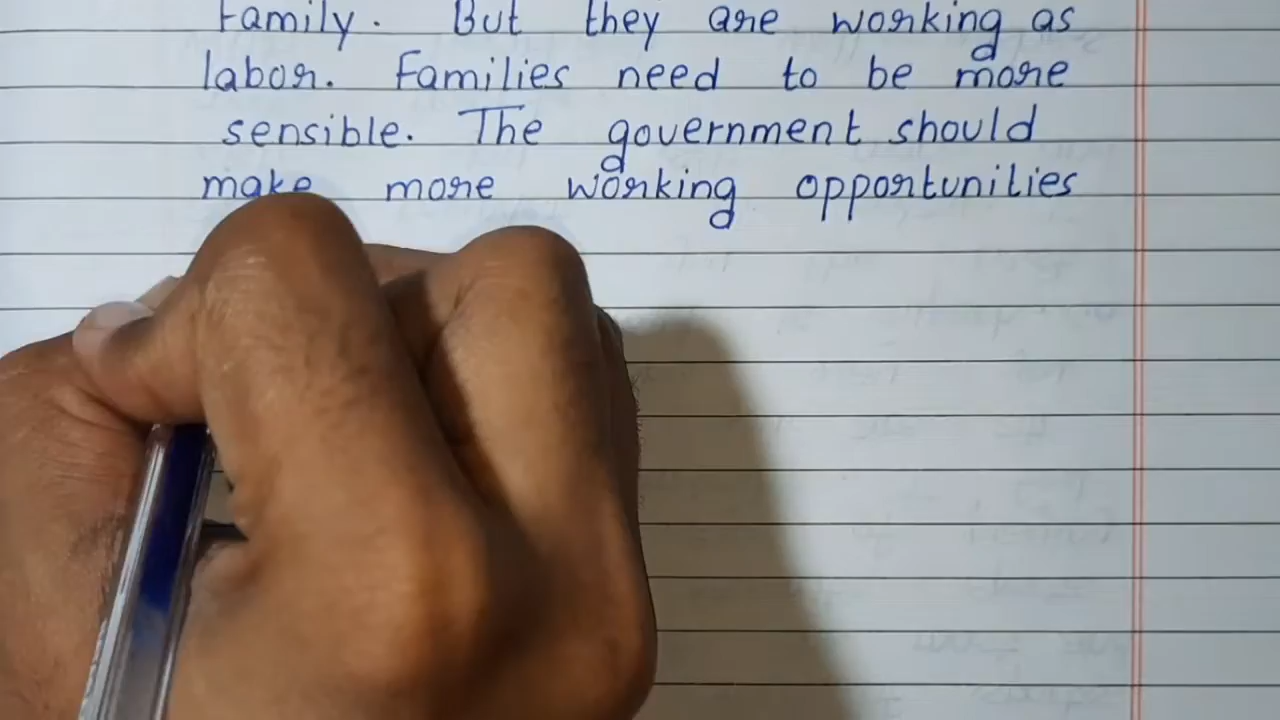 family. But they are working as
labor. Families need to be more
sensible. The government should
make more working opportunities